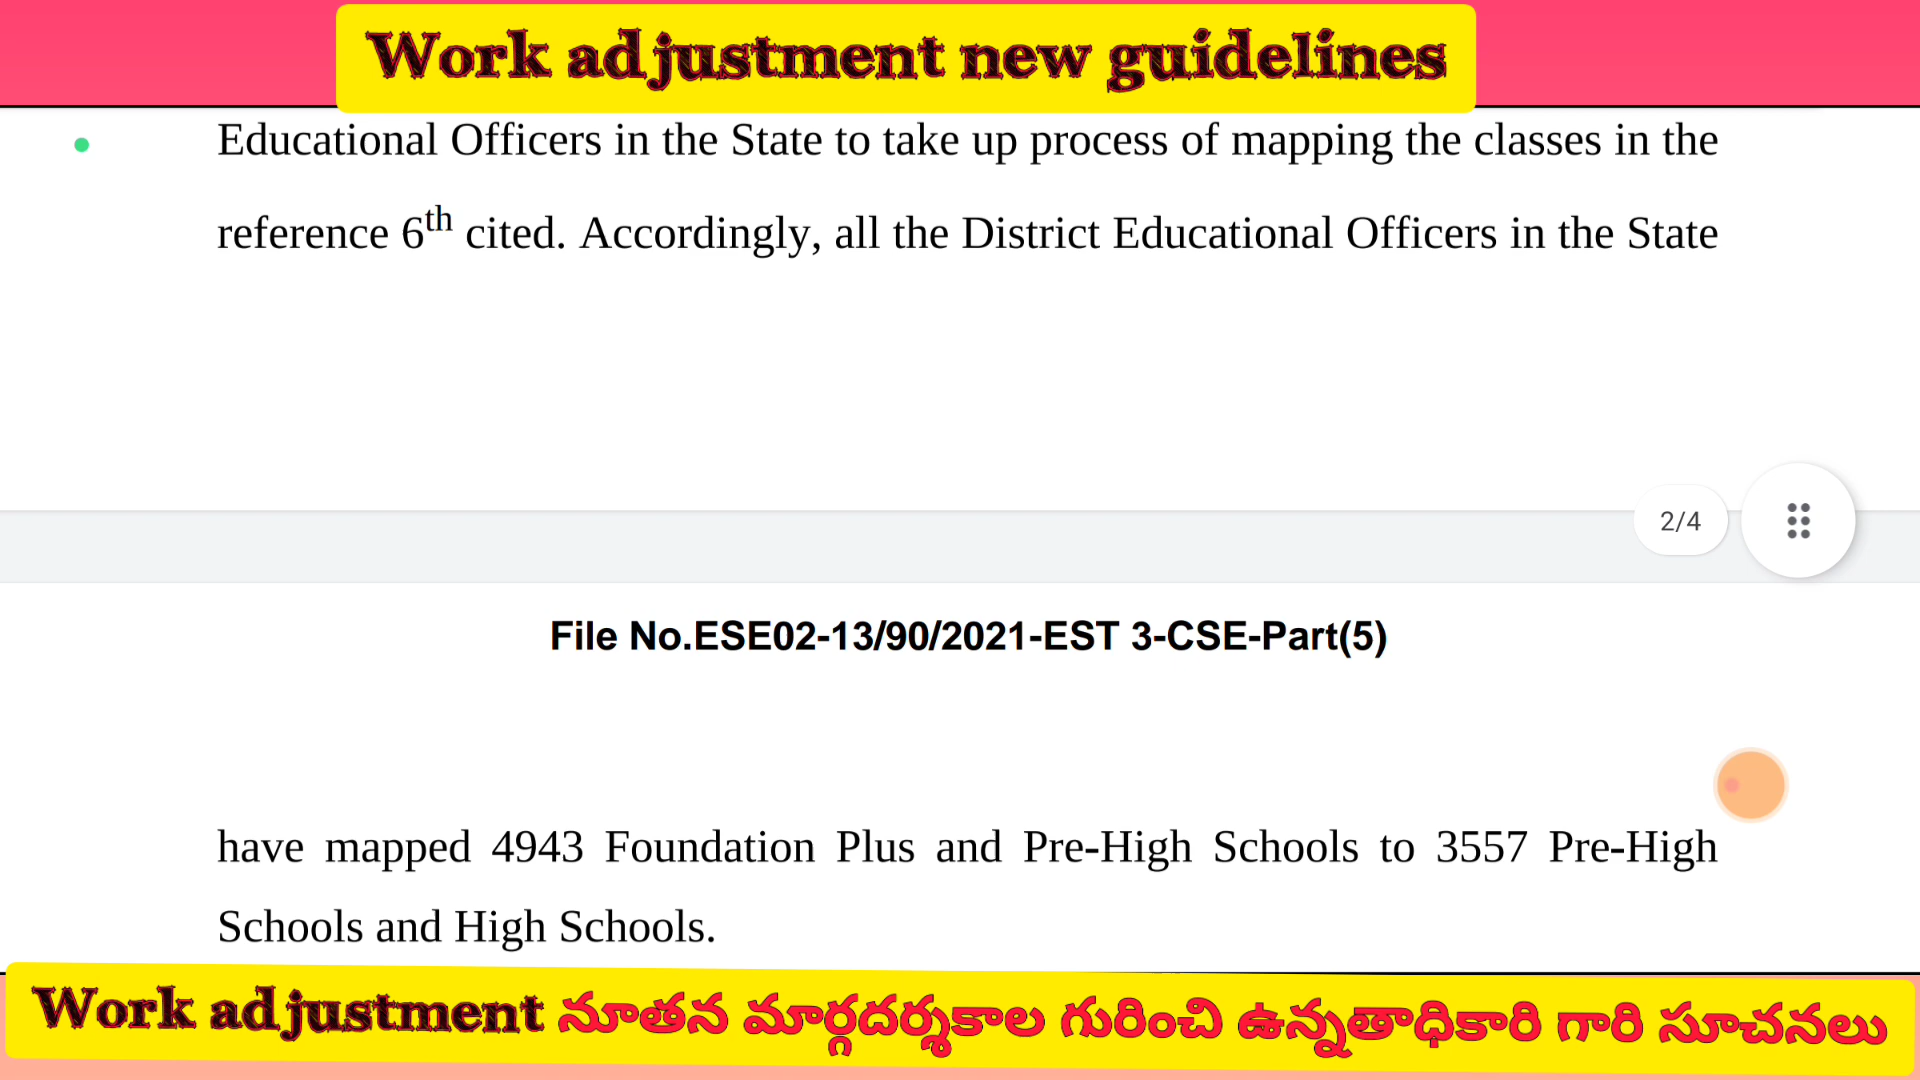 Work adjustment new guidelines
Educational Officers in the State to take up process of mapping the classes in the
reference 6th cited. Accordingly, all the District Educational Officers in the State
2/4
File No.ESE02-13/90/2021-EST 3-CSE-Part(5)
have mapped 4943 Foundation Plus and Pre-High Schools to 3557 Pre-High
Schools and High Schools.
Work adjustment నూతన మార్గదర్శకాల గురించి ఉన్నతాధికారి గారి సూచనలు